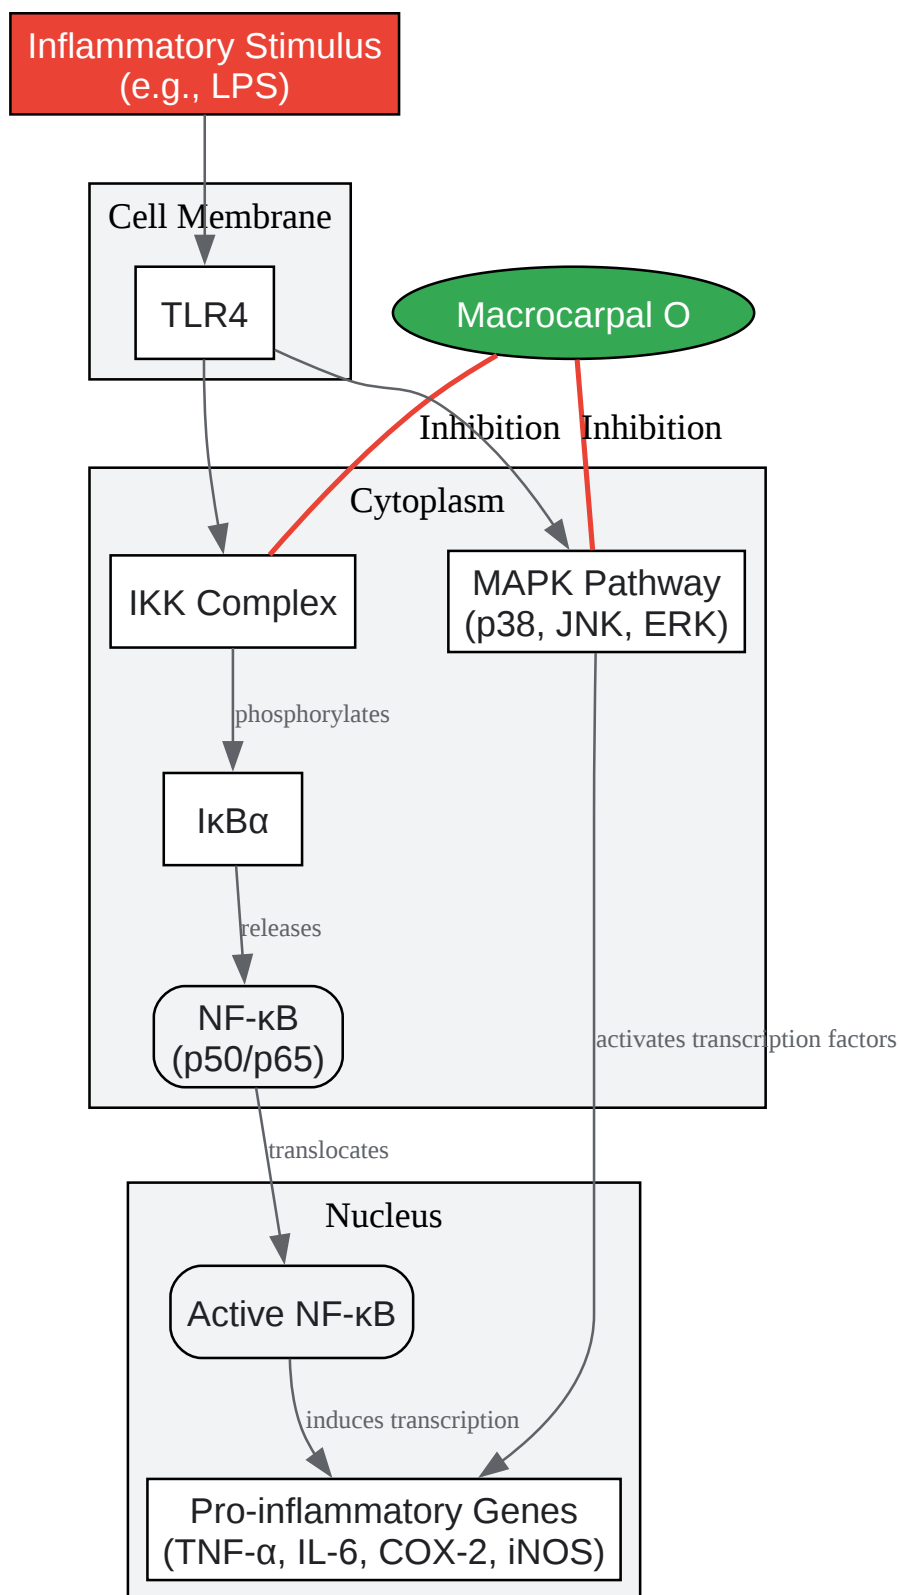 Inflammatory Stimulus
(e.g., LPS)
Cell Membrane
TLR4
Macrocarpal O
Inhibition
Inhibition
Cytoplasm
IKK Complex
MAPK Pathway
(p38, JNK, ERK)
phosphorylates
IκBα
releases
NF-κB
(p50/p65)
activates transcription factors
translocates
Nucleus
Active NF-κB
induces transcription
Pro-inflammatory Genes
(TNF-α, IL-6, COX-2, iNOS)